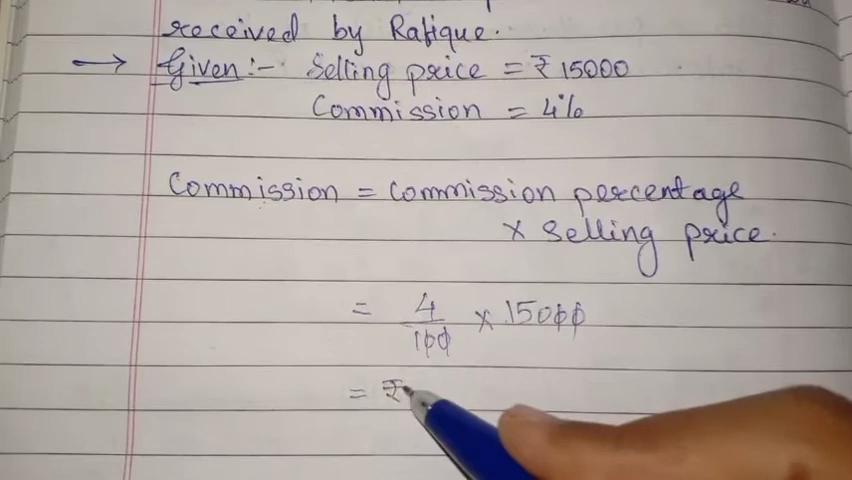 received by Rafique.
→ Given :- Selling price = ₹ 15000
Commission = 4%
Commission = Commission percentage
× Selling price.
= 4/100 × 15000
= ₹